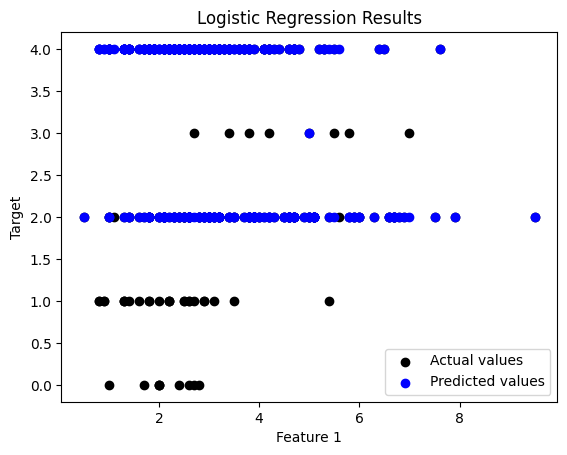 Logistic Regression Results
4.0
3.5
3.0
2.5
2.0
1.5
1.0
0.5
0.0
Target
2 4 6 8
Feature 1
Actual values
Predicted values